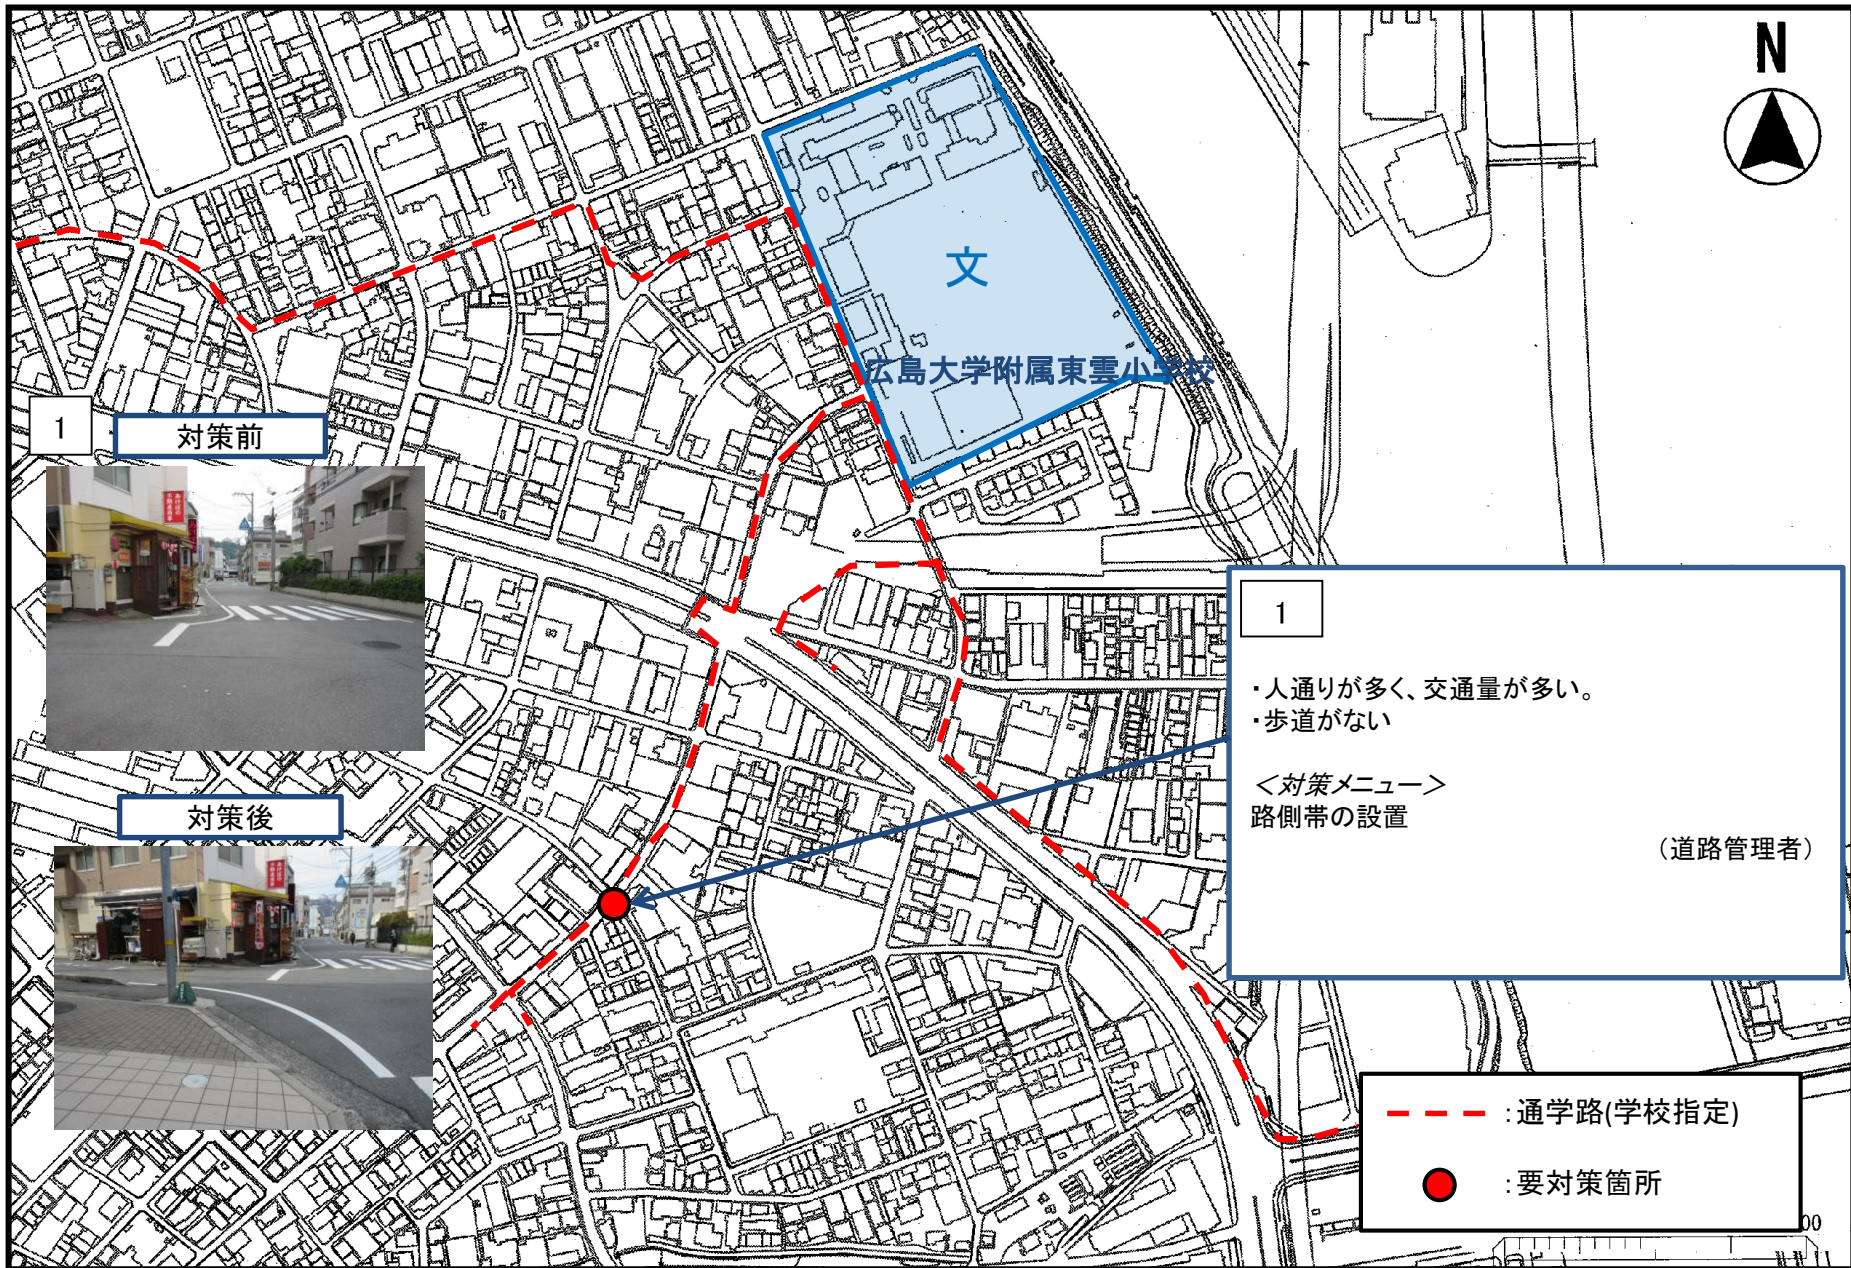 N
文
広島大学附属東雲小学校
1
対策前
対策後
1
・人通りが多く、交通量が多い。
・歩道がない
＜対策メニュー＞
路側帯の設置
（道路管理者）
：通学路(学校指定)
：要対策箇所
00